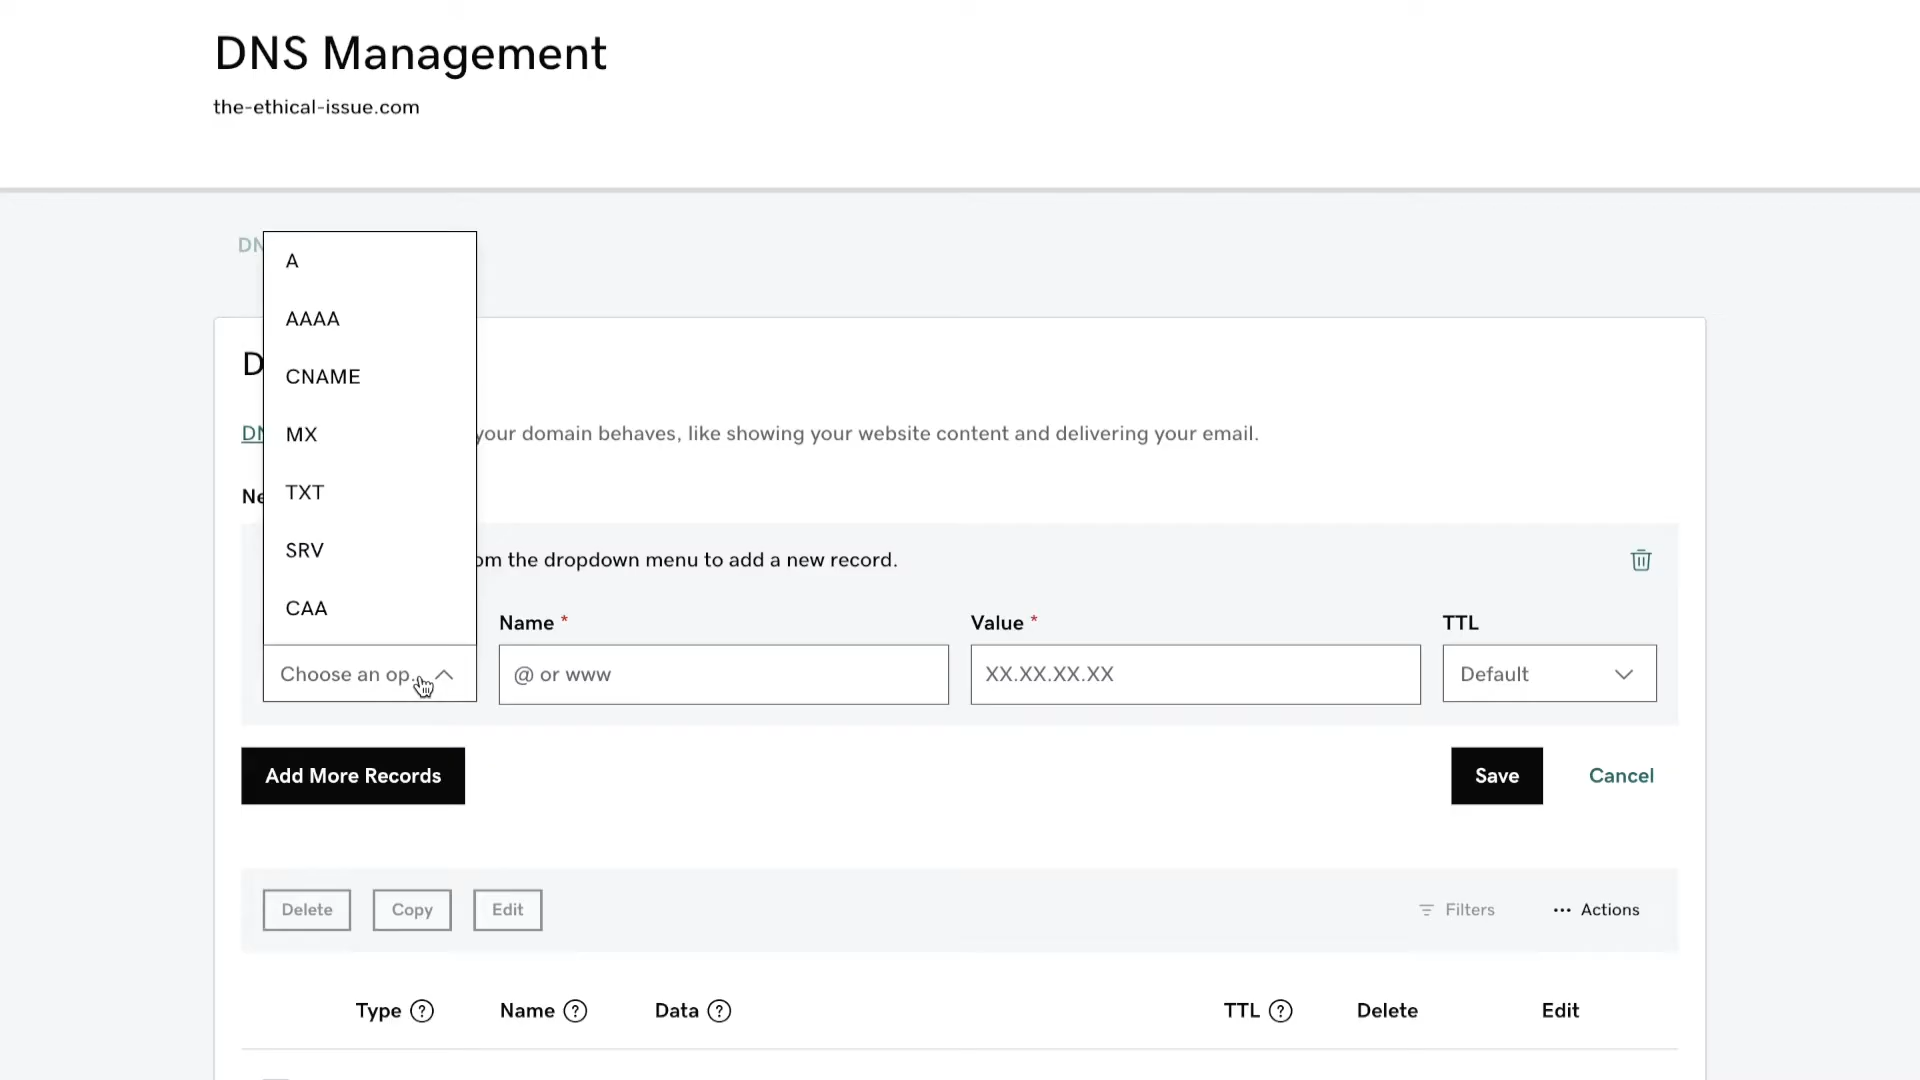 DNS Management
the-ethical-issue.com
A
AAAA
CNAME
MX
TXT
SRV
CAA
your domain behaves, like showing your website content and delivering your email.
the dropdown menu to add a new record.
Name *
Value *
TTL
Choose an op...
@ or www
XX.XX.XX.XX
Default
Add More Records
Save
Cancel
Delete
Copy
Edit
Filters
Actions
Type
Name
Data
TTL
Delete
Edit